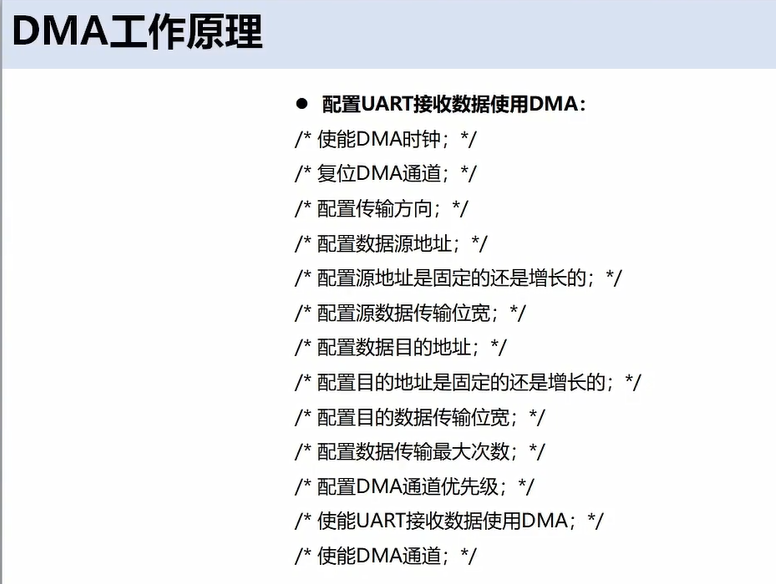 DMA工作原理
● 配置UART接收数据使用DMA：
/* 使能DMA时钟；*/
/* 复位DMA通道；*/
/* 配置传输方向；*/
/* 配置数据源地址；*/
/* 配置源地址是固定的还是增长的；*/
/* 配置源数据传输位宽；*/
/* 配置数据目的地址；*/
/* 配置目的地址是固定的还是增长的；*/
/* 配置目的数据传输位宽；*/
/* 配置数据传输最大次数；*/
/* 配置DMA通道优先级；*/
/* 使能UART接收数据使用DMA；*/
/* 使能DMA通道；*/